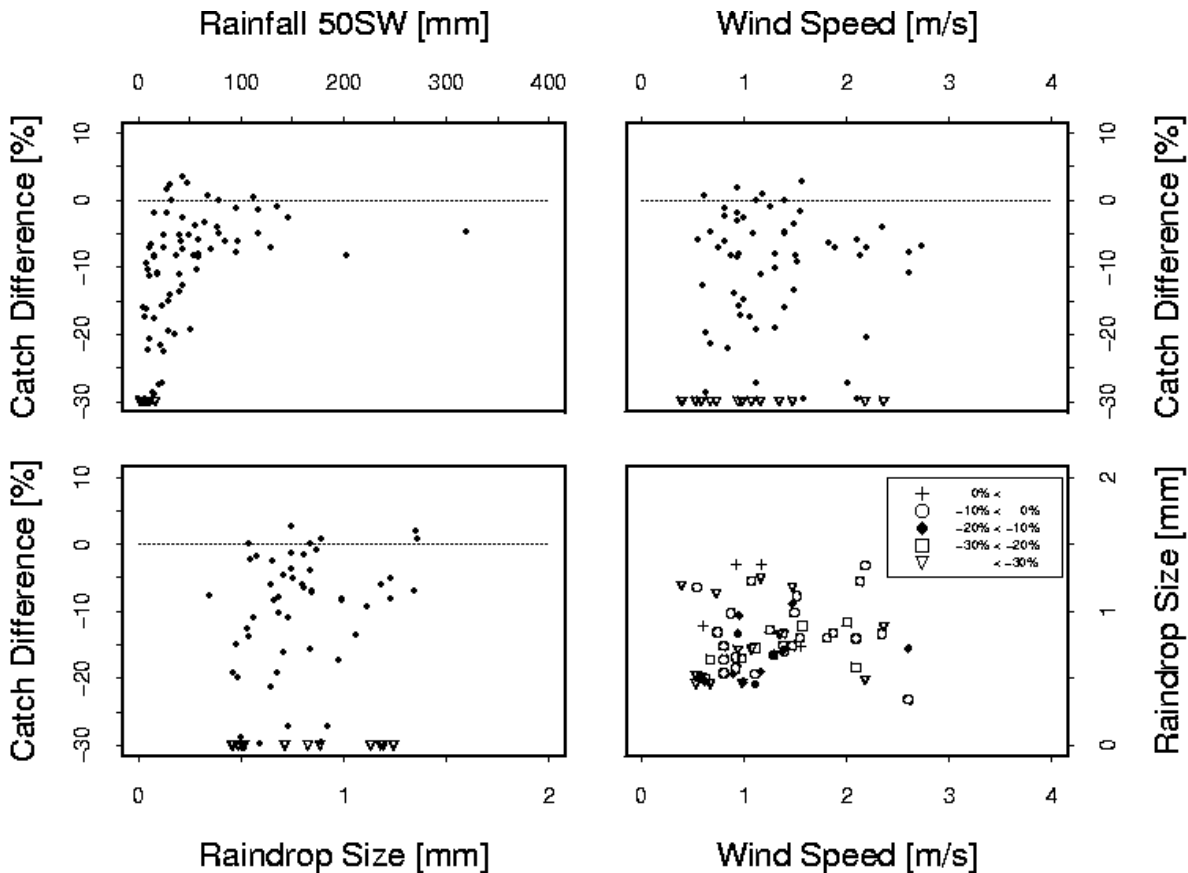 Rainfall 50SW [mm]
Wind Speed [m/s]
0 100 200 300 400
0 1 2 3 4
Catch Difference [%]
10
0
-10
-20
-30
Catch Difference [%]
10
0
-10
-20
-30
Catch Difference [%]
10
0
-10
-20
-30
Raindrop Size [mm]
2
1
0
0% <
-10% < 0%
-20% < -10%
-30% < -20%
< -30%
0 1 2
0 1 2 3 4
Raindrop Size [mm]
Wind Speed [m/s]